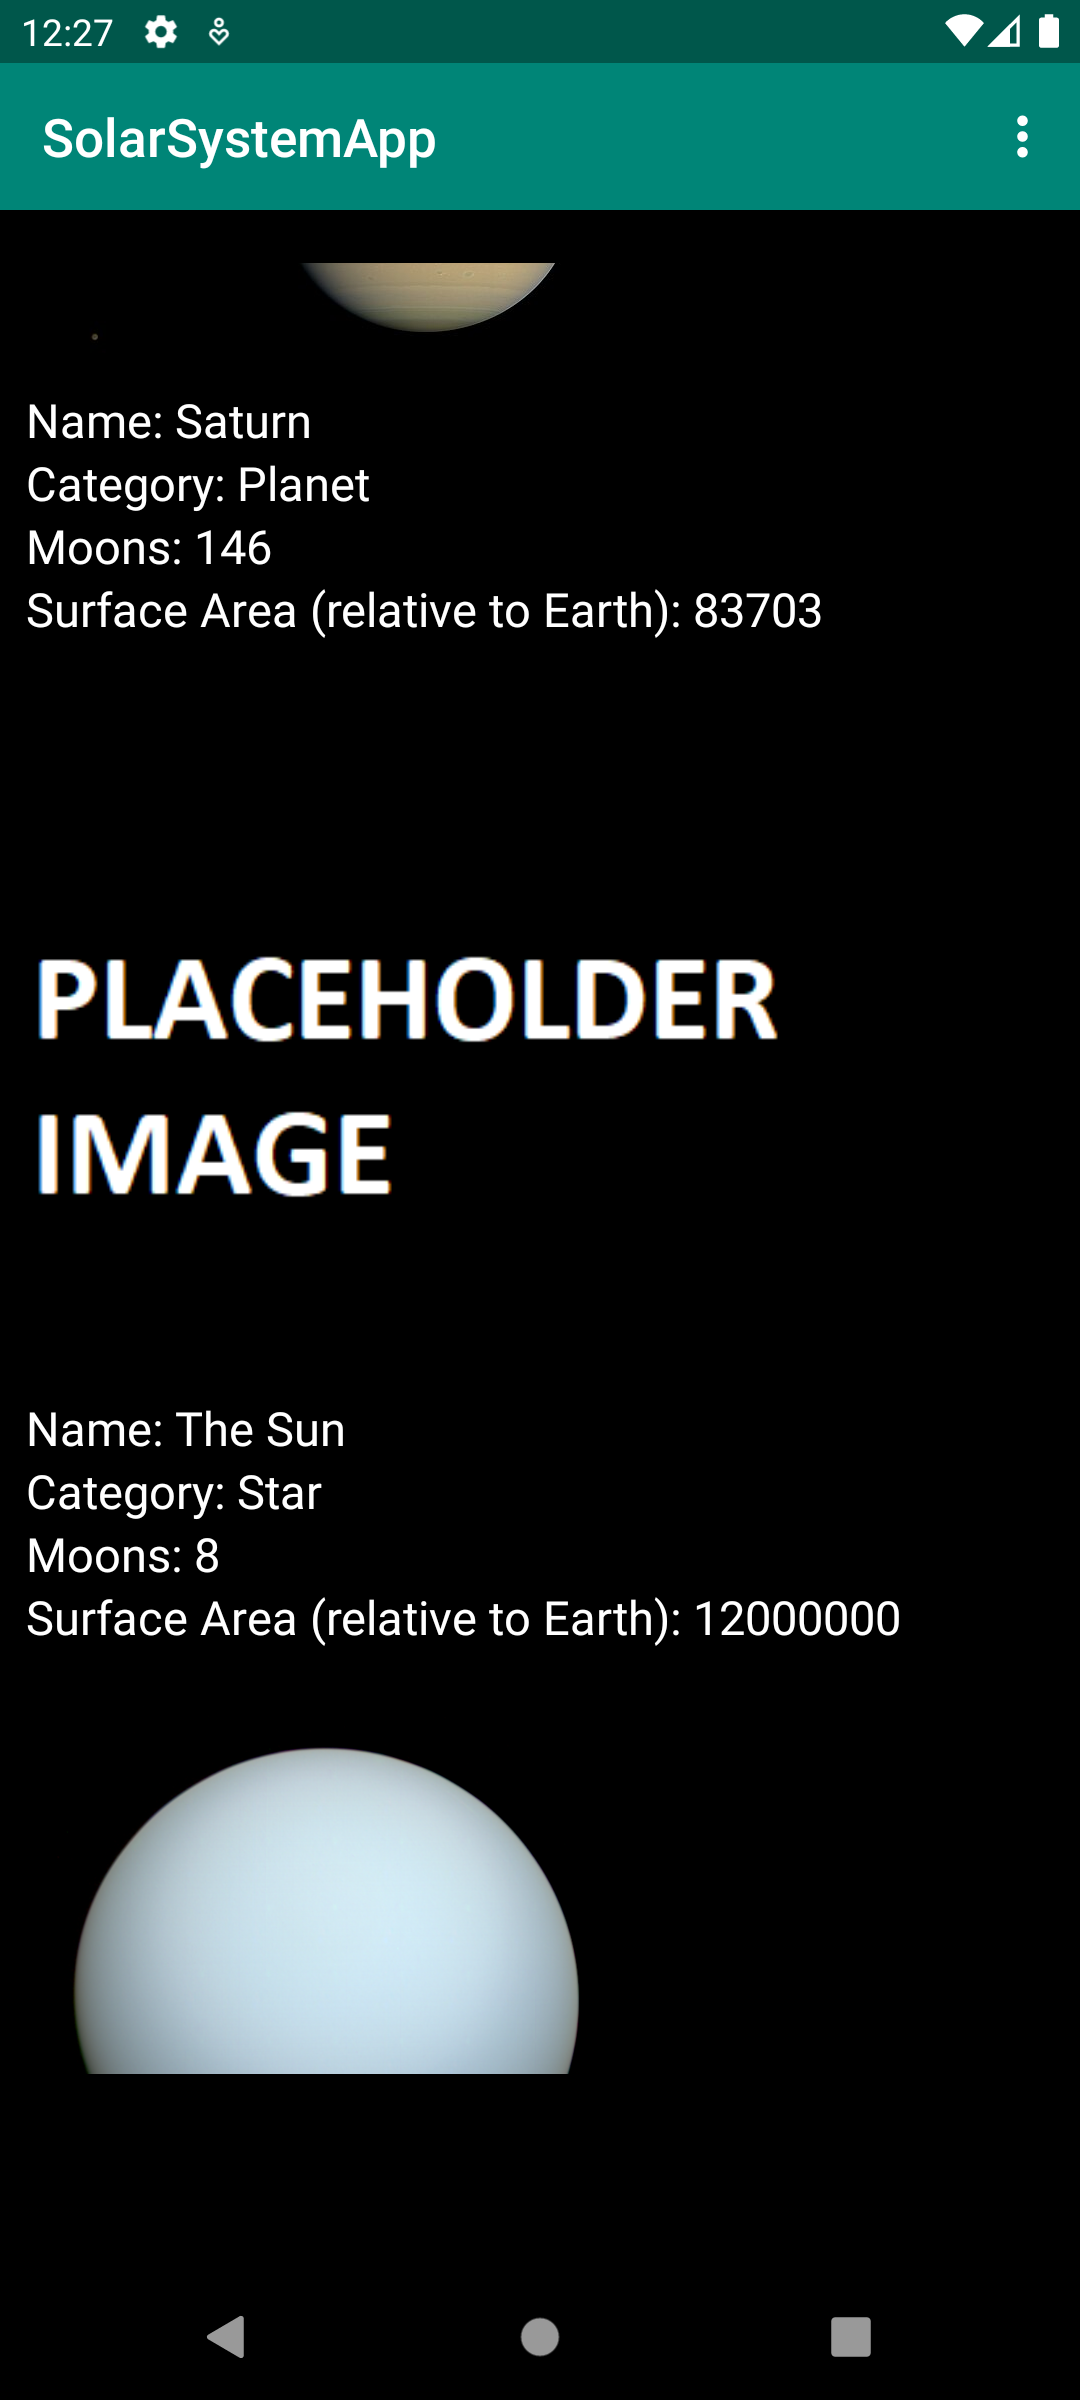 12:27
SolarSystemApp
Name: Saturn
Category: Planet
Moons: 146
Surface Area (relative to Earth): 83703
PLACEHOLDER
IMAGE
Name: The Sun
Category: Star
Moons: 8
Surface Area (relative to Earth): 12000000